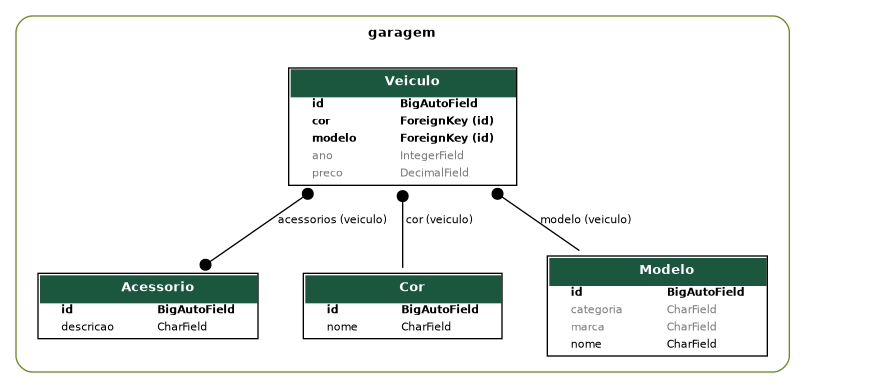 garagem
Veiculo
id BigAutoField
cor ForeignKey (id)
modelo ForeignKey (id)
ano IntegerField
preco DecimalField
acessorios (veiculo)
cor (veiculo)
modelo (veiculo)
Acessorio
id BigAutoField
descricao CharField
Cor
id BigAutoField
nome CharField
Modelo
id BigAutoField
categoria CharField
marca CharField
nome CharField